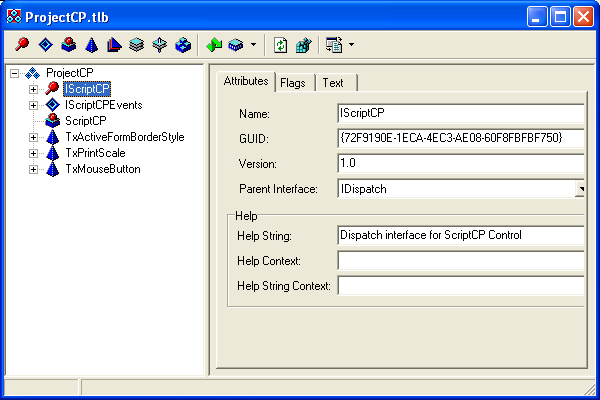 ProjectCP.tlb
ProjectCP
IScriptCP
IScriptCPEvents
ScriptCP
TxActiveFormBorderStyle
TxPrintScale
TxMouseButton
Attributes Flags Text
Name: IScriptCP
GUID: {72F9190E-1ECA-4EC3-AE08-60F8FBFBF750}
Version: 1.0
Parent Interface: IDispatch
Help
Help String: Dispatch interface for ScriptCP Control
Help Context:
Help String Context: